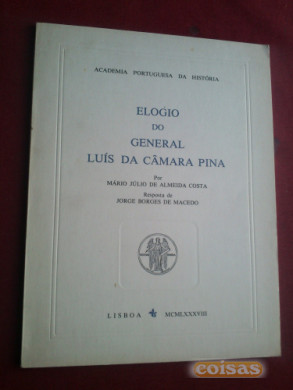 ACADEMIA PORTUGUESA DA HISTÓRIA
ELOGIO
DO
GENERAL
LUÍS DA CÂMARA PINA
Por
MÁRIO JÚLIO DE ALMEIDA COSTA
Resposta de
JORGE BORGES DE MACEDO
LISBOA MCMLXXXVIII
coisas